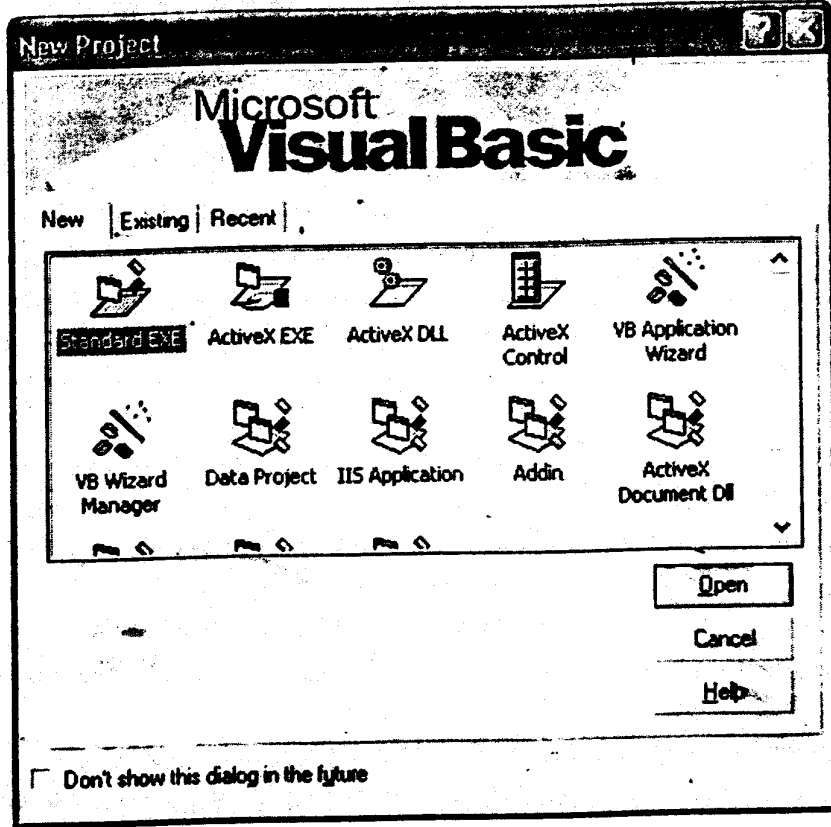 New Project
Microsoft
Visual Basic
New Existing Recent
Standard EXE ActiveX EXE ActiveX DLL ActiveX Control VB Application Wizard
VB Wizard Manager Data Project IIS Application Addin ActiveX Document Dll
Open
Cancel
Help
Don't show this dialog in the future